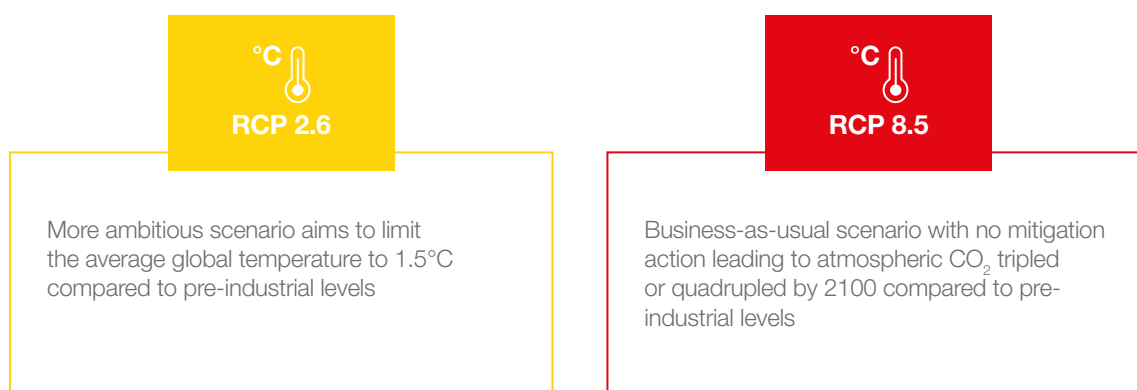 °C
RCP 2.6
More ambitious scenario aims to limit
the average global temperature to 1.5°C
compared to pre-industrial levels
°C
RCP 8.5
Business-as-usual scenario with no mitigation
action leading to atmospheric CO₂ tripled
or quadrupled by 2100 compared to pre-
industrial levels